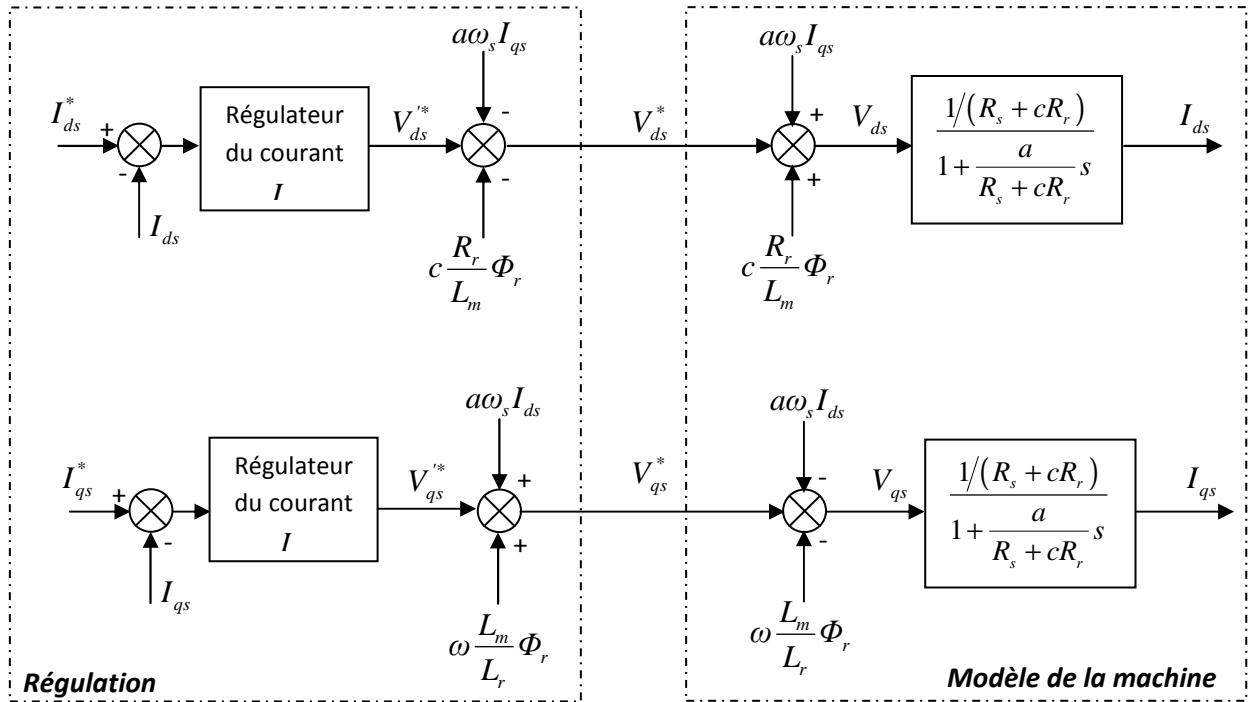 aω_s I_qs
aω_s I_qs
I*_ds
+
-
Régulateur
du courant
I
V'*_ds
-
-
V*_ds
+
+
V_ds
1/(R_s + cR_r)
1 + a/(R_s + cR_r) s
I_ds
I_ds
c R_r/L_m Φ_r
c R_r/L_m Φ_r
aω_s I_ds
aω_s I_ds
I*_qs
+
-
Régulateur
du courant
I
V'*_qs
+
+
V*_qs
-
-
V_qs
1/(R_s + cR_r)
1 + a/(R_s + cR_r) s
I_qs
I_qs
ω L_m/L_r Φ_r
ω L_m/L_r Φ_r
Régulation
Modèle de la machine